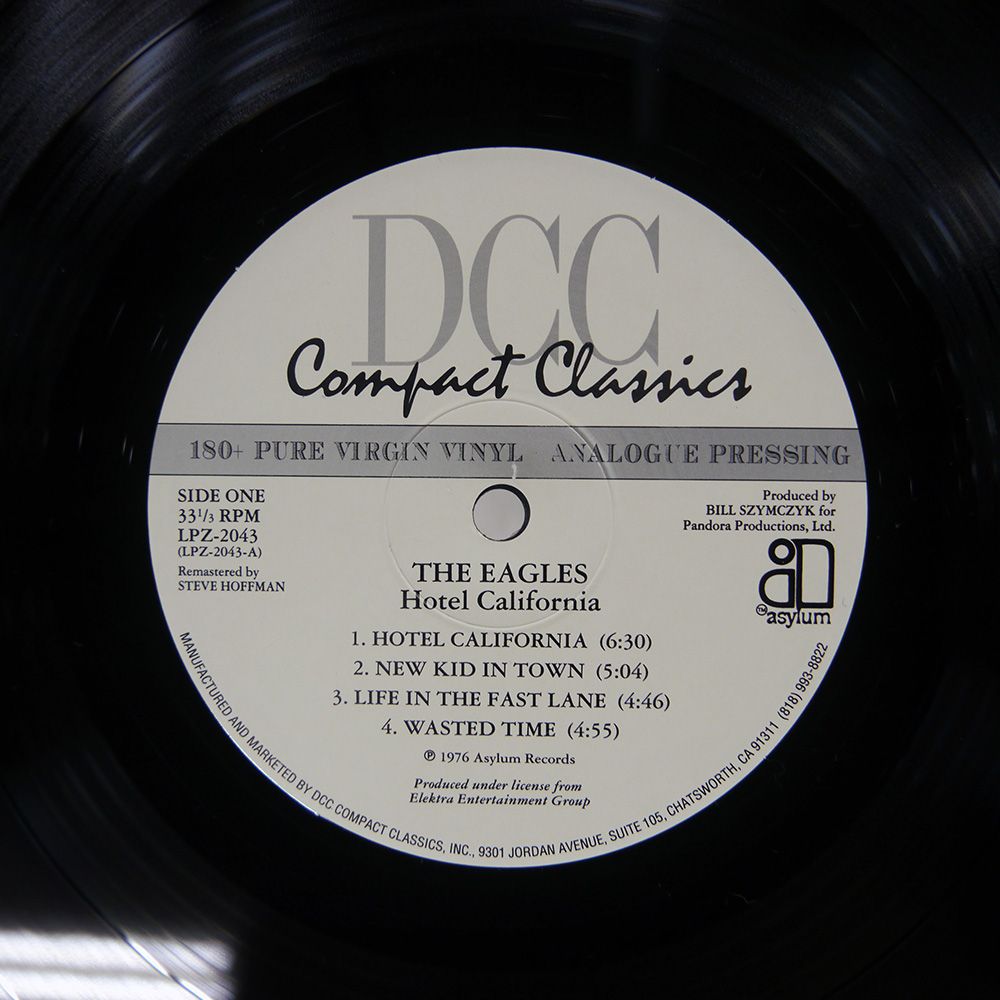 DCC
Compact Classics
180+ PURE VIRGIN VINYL ANALOGUE PRESSING
SIDE ONE
33 1/3 RPM
LPZ-2043
(LPZ-2043-A)
Remastered by
STEVE HOFFMAN
Produced by
BILL SZYMCZYK for
Pandora Productions, Ltd.
TM asylum
THE EAGLES
Hotel California
1. HOTEL CALIFORNIA (6:30)
2. NEW KID IN TOWN (5:04)
3. LIFE IN THE FAST LANE (4:46)
4. WASTED TIME (4:55)
℗ 1976 Asylum Records
Produced under license from
Elektra Entertainment Group
MANUFACTURED AND MARKETED BY DCC COMPACT CLASSICS, INC., 9301 JORDAN AVENUE, SUITE 105, CHATSWORTH, CA 91311 (818) 993-8822